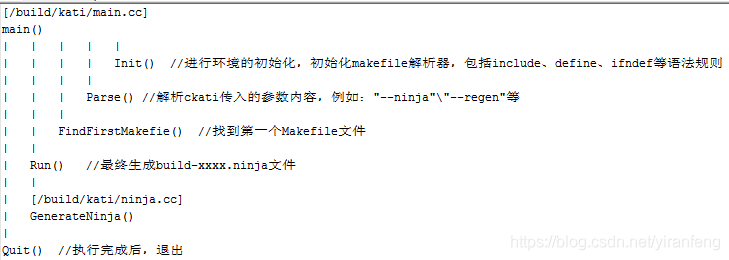 [/build/kati/main.cc]
main()
| | | | |
| | | | Init() //进行环境的初始化，初始化makefile解析器，包括include、define、ifndef等语法规则
| | | |
| | | Parse() //解析ckati传入的参数内容，例如："--ninja"\"--regen"等
| | |
| | FindFirstMakefie() //找到第一个Makefile文件
| |
| Run() //最终生成build-xxxx.ninja文件
| |
| [/build/kati/ninja.cc]
| GenerateNinja()
|
Quit() //执行完成后，退出
https://blog.csdn.net/yiranfeng